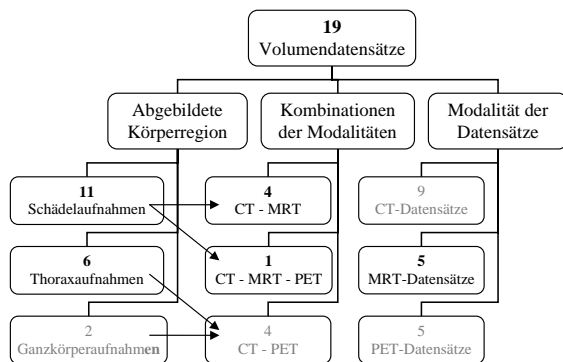 19
Volumendatensätze
Abgebildete
Körperregion
Kombinationen
der Modalitäten
Modalität der
Datensätze
11
Schädelaufnahmen
4
CT - MRT
9
CT-Datensätze
6
Thoraxaufnahmen
1
CT - MRT - PET
5
MRT-Datensätze
2
Ganzkörperaufnahmen
4
CT - PET
5
PET-Datensätze